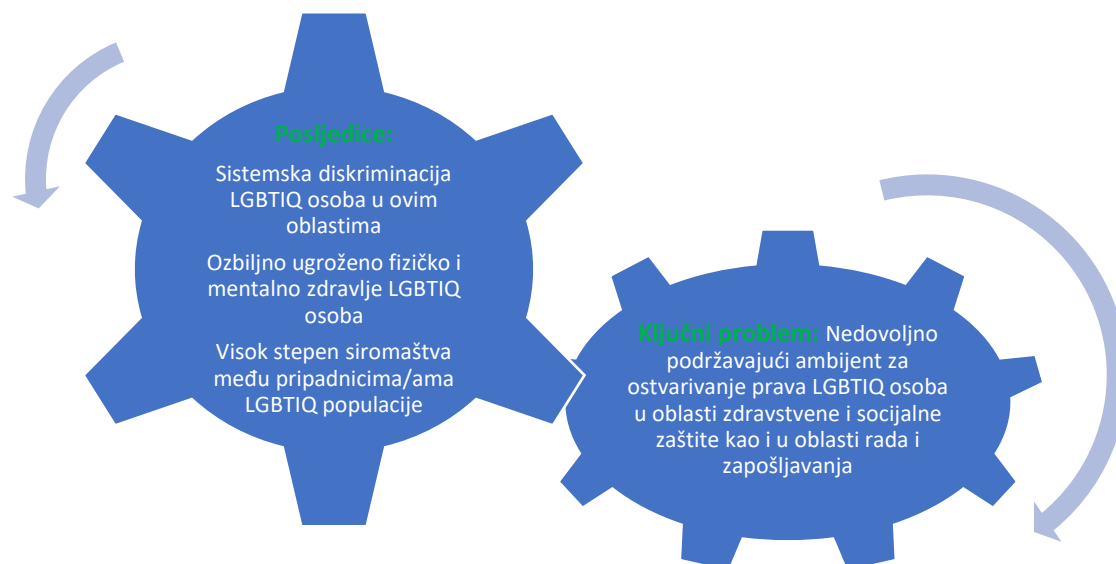 Posljedice:
Sistemska diskriminacija
LGBTIQ osoba u ovim
oblastima
Ozbiljno ugroženo fizičko i
mentalno zdravlje LGBTIQ
osoba
Visok stepen siromaštva
među pripadnicima/ama
LGBTIQ populacije
Ključni problem: Nedovoljno
podržavajući ambijent za
ostvarivanje prava LGBTIQ osoba
u oblasti zdravstvene i socijalne
zaštite kao i u oblasti rada i
zapošljavanja